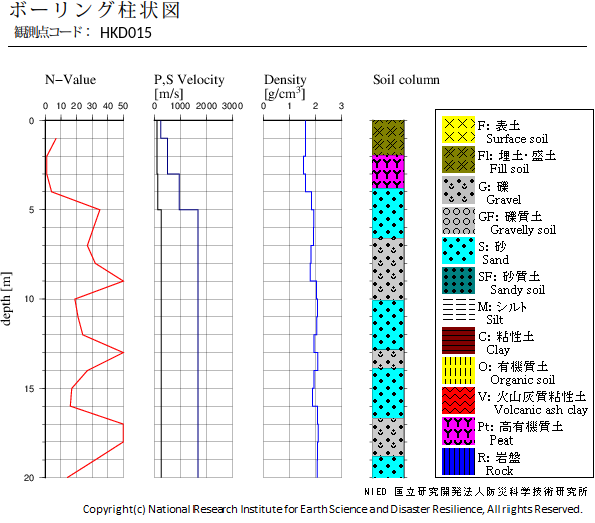 ボーリング柱状図
観測点コード： HKD015
N-Value
P,S Velocity
[m/s]
Density
[g/cm3]
Soil column
0 10 20 30 40 50
0 1000 2000 3000
0 1 2 3
0
5
10
15
20
depth [m]
F: 表土
Surface soil
Fl: 埋土・盛土
Fill soil
G: 礫
Gravel
GF: 礫質土
Gravelly soil
S: 砂
Sand
SF: 砂質土
Sandy soil
M: シルト
Silt
C: 粘性土
Clay
O: 有機質土
Organic soil
V: 火山灰質粘性土
Volcanic ash clay
Pt: 高有機質土
Peat
R: 岩盤
Rock
NIED 国立研究開発法人防災科学技術研究所
Copyright(c) National Research Institute for Earth Science and Disaster Resilience, All rights Reserved.